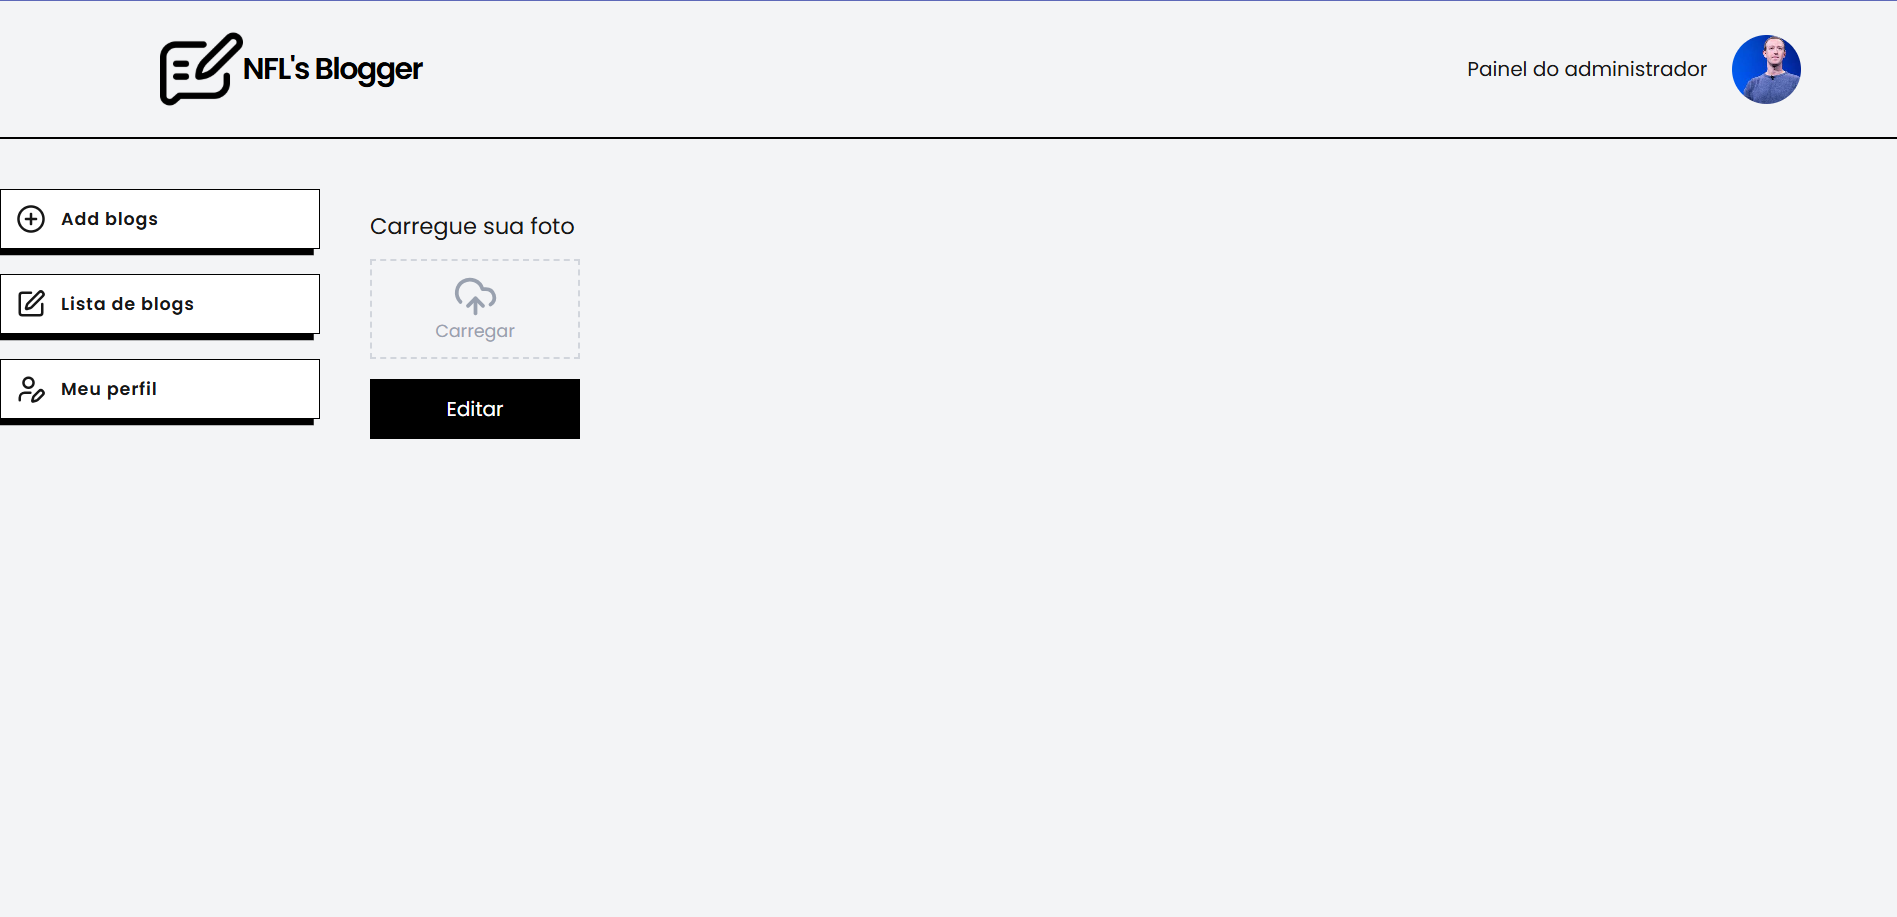 NFL's Blogger
Painel do administrador
Add blogs
Lista de blogs
Meu perfil
Carregue sua foto
Carregar
Editar